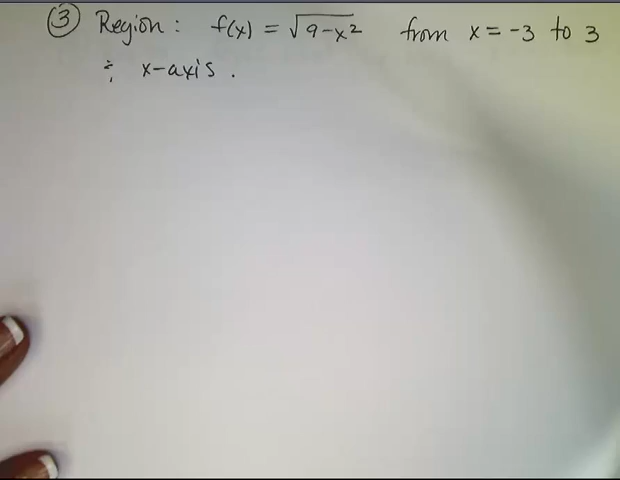 ③ Region: f(x) = √(9-x²) from x = -3 to 3
& x-axis.